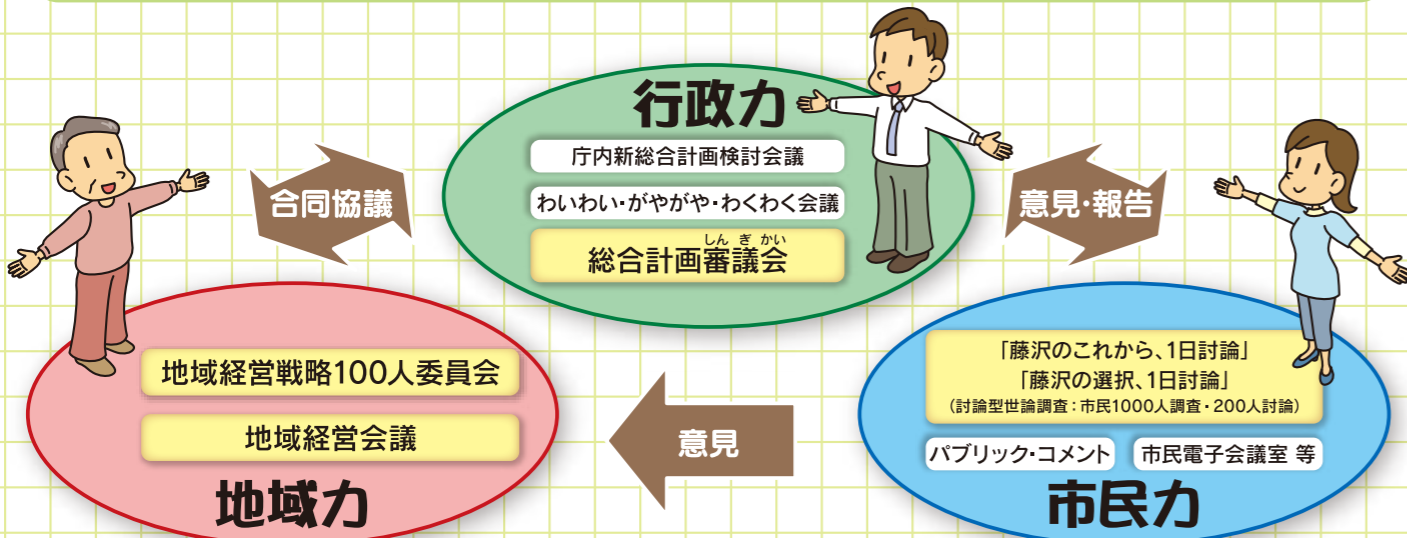 行政力
庁内新総合計画検討会議
わいわい・がやがや・わくわく会議
しんぎかい
総合計画審議会
合同協議
意見・報告
地域経営戦略100人委員会
地域経営会議
地域力
意見
「藤沢のこれから、1日討論」
「藤沢の選択、1日討論」
(討論型世論調査:市民1000人調査・200人討論)
パブリック・コメント
市民電子会議室 等
市民力